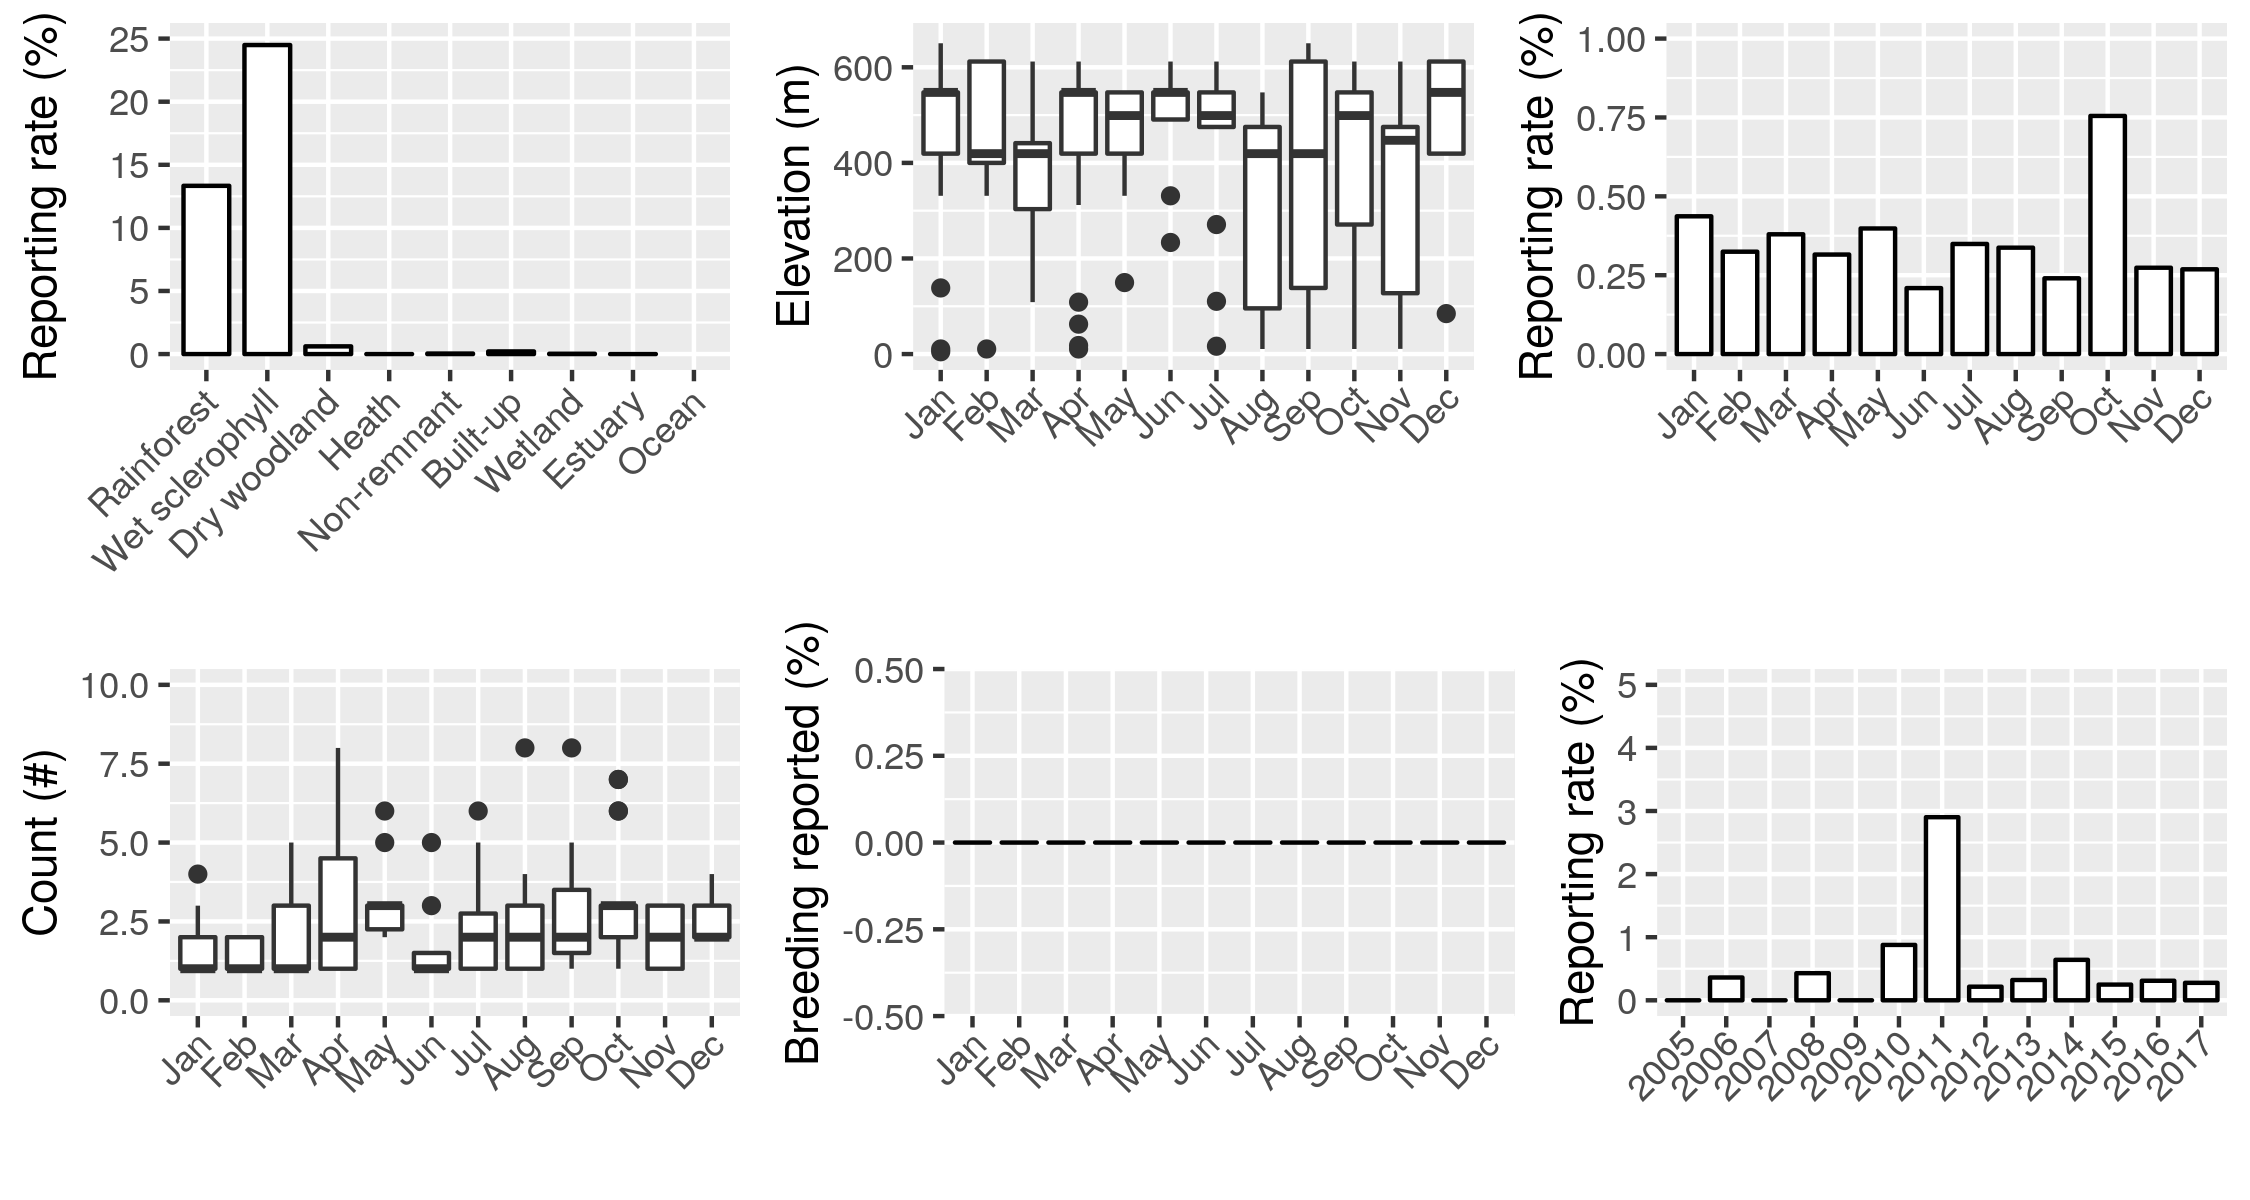 Reporting rate (%)
25
20
15
10
5
0
Rainforest
Wet sclerophyll
Dry woodland
Heath
Non-remnant
Built-up
Wetland
Estuary
Ocean
Elevation (m)
600
400
200
0
Jan
Feb
Mar
Apr
May
Jun
Jul
Aug
Sep
Oct
Nov
Dec
Reporting rate (%)
1.00
0.75
0.50
0.25
0.00
Jan
Feb
Mar
Apr
May
Jun
Jul
Aug
Sep
Oct
Nov
Dec
Count (#)
10.0
7.5
5.0
2.5
0.0
Jan
Feb
Mar
Apr
May
Jun
Jul
Aug
Sep
Oct
Nov
Dec
Breeding reported (%)
0.50
0.25
0.00
-0.25
-0.50
Jan
Feb
Mar
Apr
May
Jun
Jul
Aug
Sep
Oct
Nov
Dec
Reporting rate (%)
5
4
3
2
1
0
2005
2006
2007
2008
2009
2010
2011
2012
2013
2014
2015
2016
2017